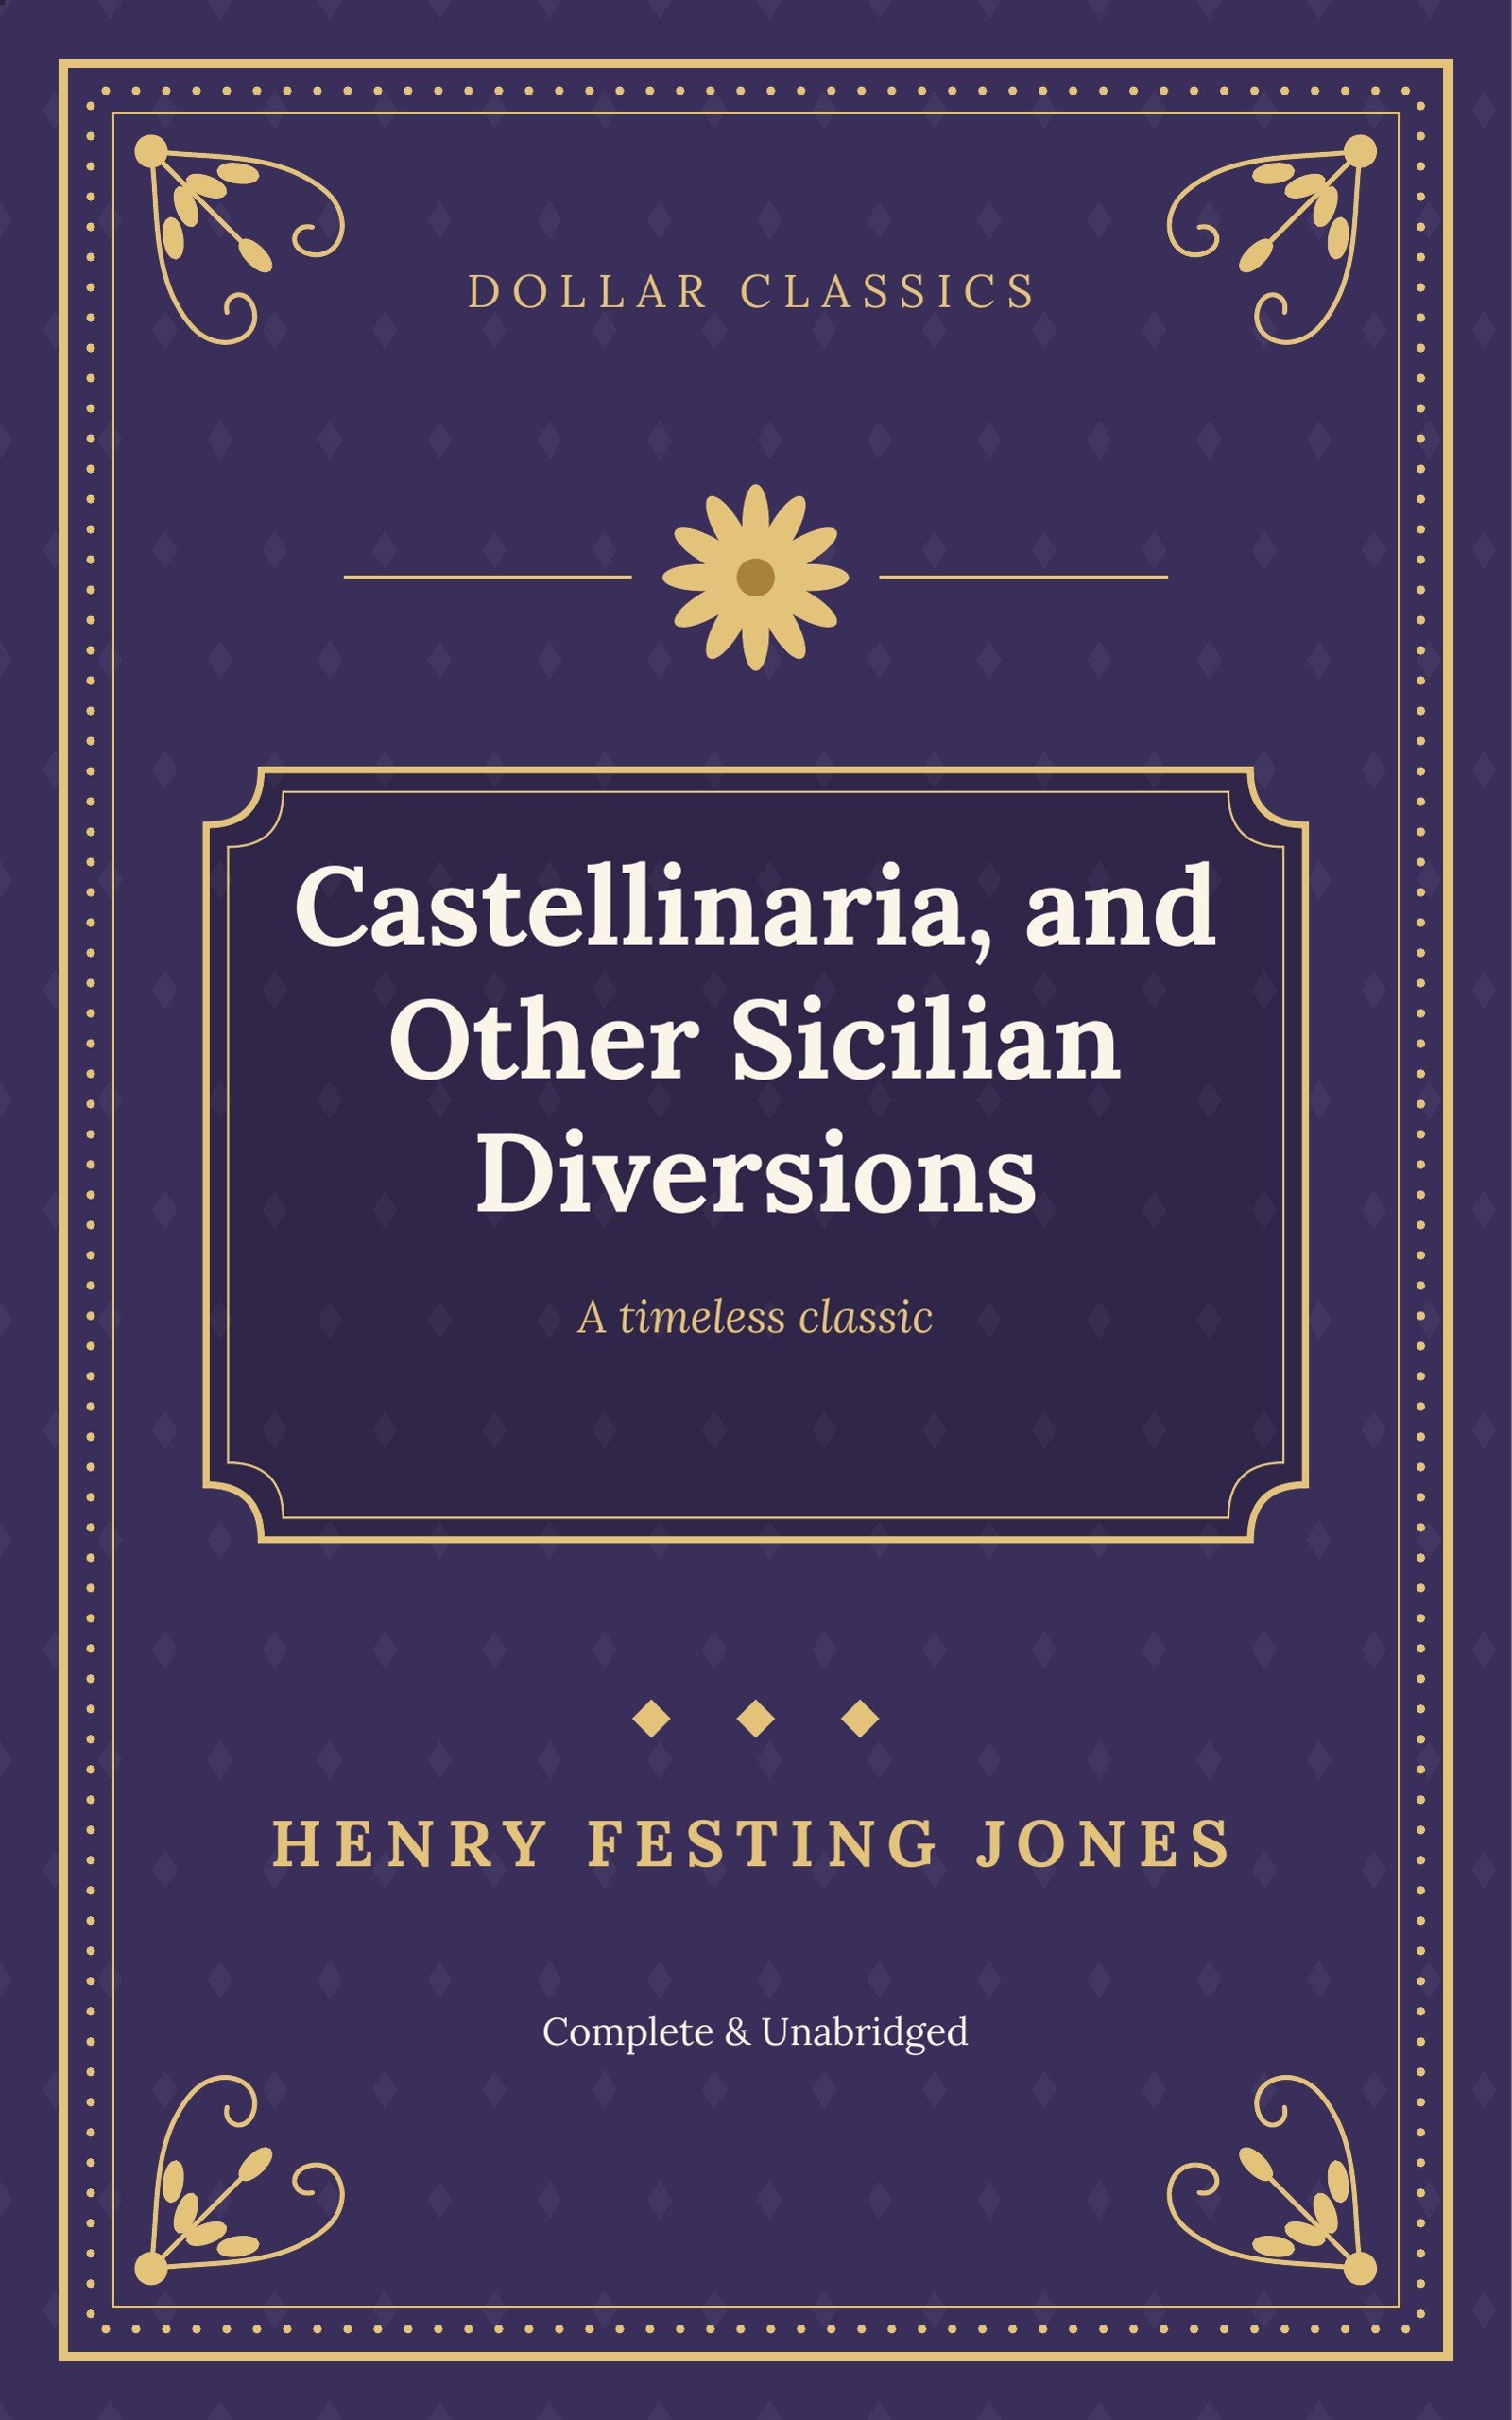 DOLLAR CLASSICS
Castellinaria, and
Other Sicilian
Diversions
A timeless classic
HENRY FESTING JONES
Complete & Unabridged